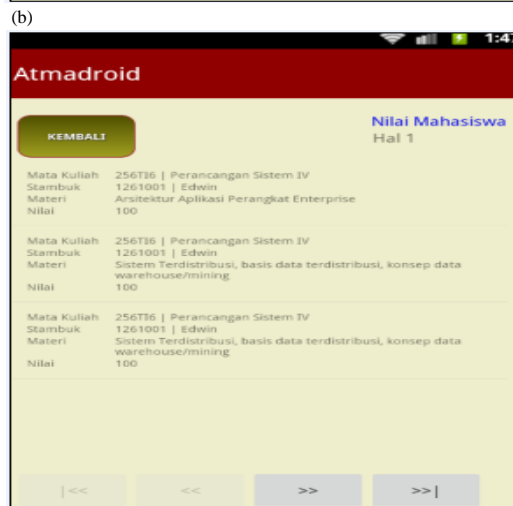 (b)
1:47
Atmadroid
KEMBALI
Nilai Mahasiswa
Hal 1
Mata Kuliah 256TI6 | Perancangan Sistem IV
Stambuk 1261001 | Edwin
Materi Arsitektur Aplikasi Perangkat Enterprise
Nilai 100
Mata Kuliah 256TI6 | Perancangan Sistem IV
Stambuk 1261001 | Edwin
Materi Sistem Terdistribusi, basis data terdistribusi, konsep data
warehouse/mining
Nilai 100
Mata Kuliah 256TI6 | Perancangan Sistem IV
Stambuk 1261001 | Edwin
Materi Sistem Terdistribusi, basis data terdistribusi, konsep data
warehouse/mining
Nilai 100
|<< << >> >>|